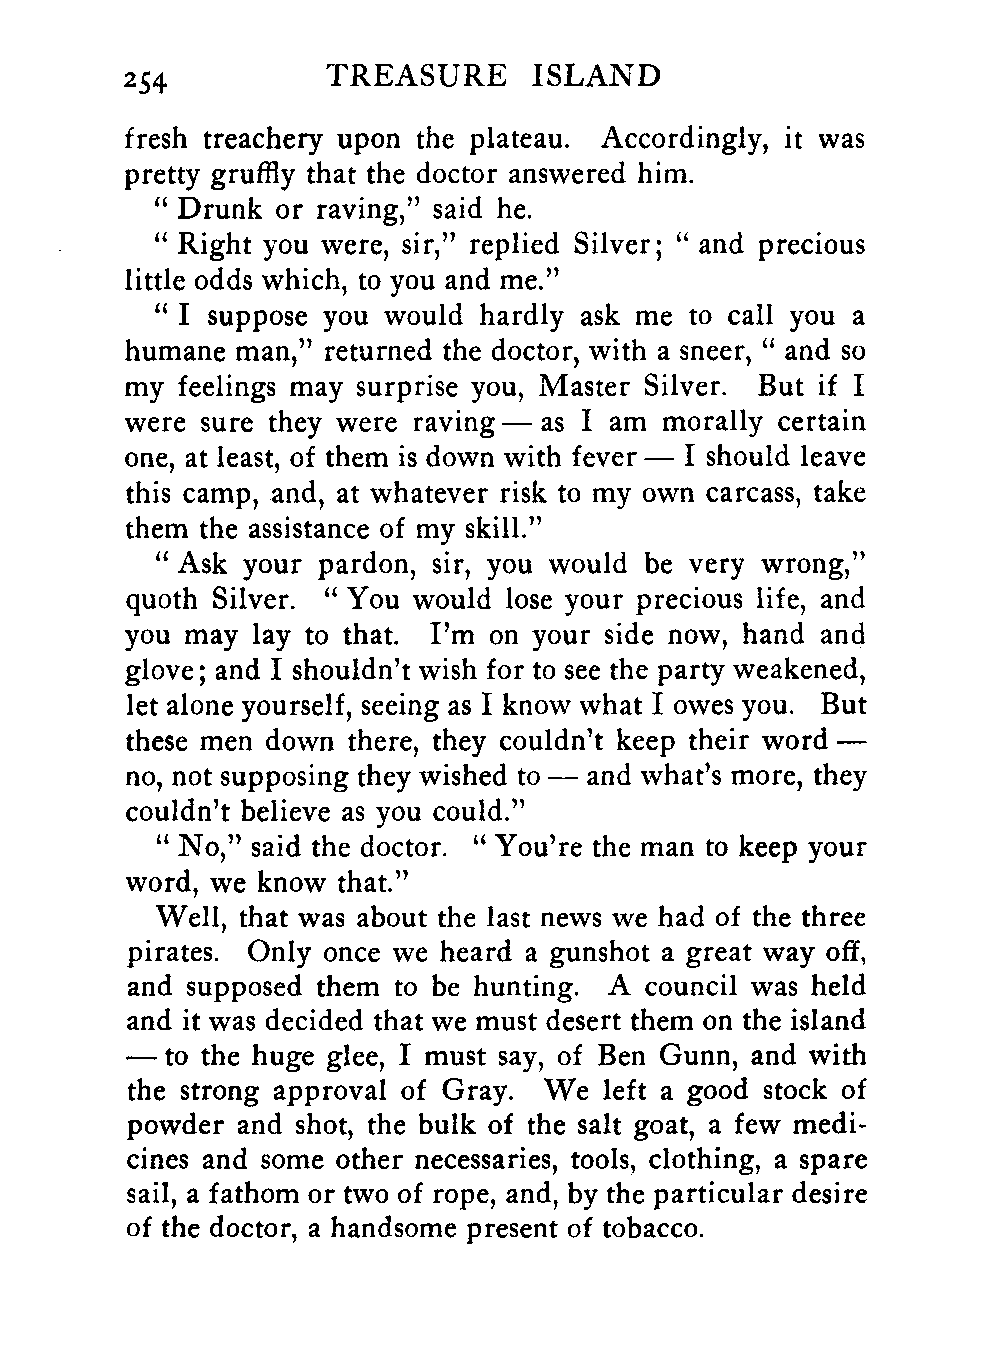 254 TREASURE ISLAND
fresh treachery upon the plateau. Accordingly, it was
pretty gruffly that the doctor answered him.
“ Drunk or raving,” said he.
“ Right you were, sir,” replied Silver; “ and precious
little odds which, to you and me.”
“ I suppose you would hardly ask me to call you a
humane man,” returned the doctor, with a sneer, “ and so
my feelings may surprise you, Master Silver. But if I
were sure they were raving — as I am morally certain
one, at least, of them is down with fever — I should leave
this camp, and, at whatever risk to my own carcass, take
them the assistance of my skill.”
“ Ask your pardon, sir, you would be very wrong,”
quoth Silver. “ You would lose your precious life, and
you may lay to that. I’m on your side now, hand and
glove; and I shouldn’t wish for to see the party weakened,
let alone yourself, seeing as I know what I owes you. But
these men down there, they couldn’t keep their word —
no, not supposing they wished to — and what’s more, they
couldn’t believe as you could.”
“ No,” said the doctor. “ You’re the man to keep your
word, we know that.”
Well, that was about the last news we had of the three
pirates. Only once we heard a gunshot a great way off,
and supposed them to be hunting. A council was held
and it was decided that we must desert them on the island
— to the huge glee, I must say, of Ben Gunn, and with
the strong approval of Gray. We left a good stock of
powder and shot, the bulk of the salt goat, a few medi-
cines and some other necessaries, tools, clothing, a spare
sail, a fathom or two of rope, and, by the particular desire
of the doctor, a handsome present of tobacco.